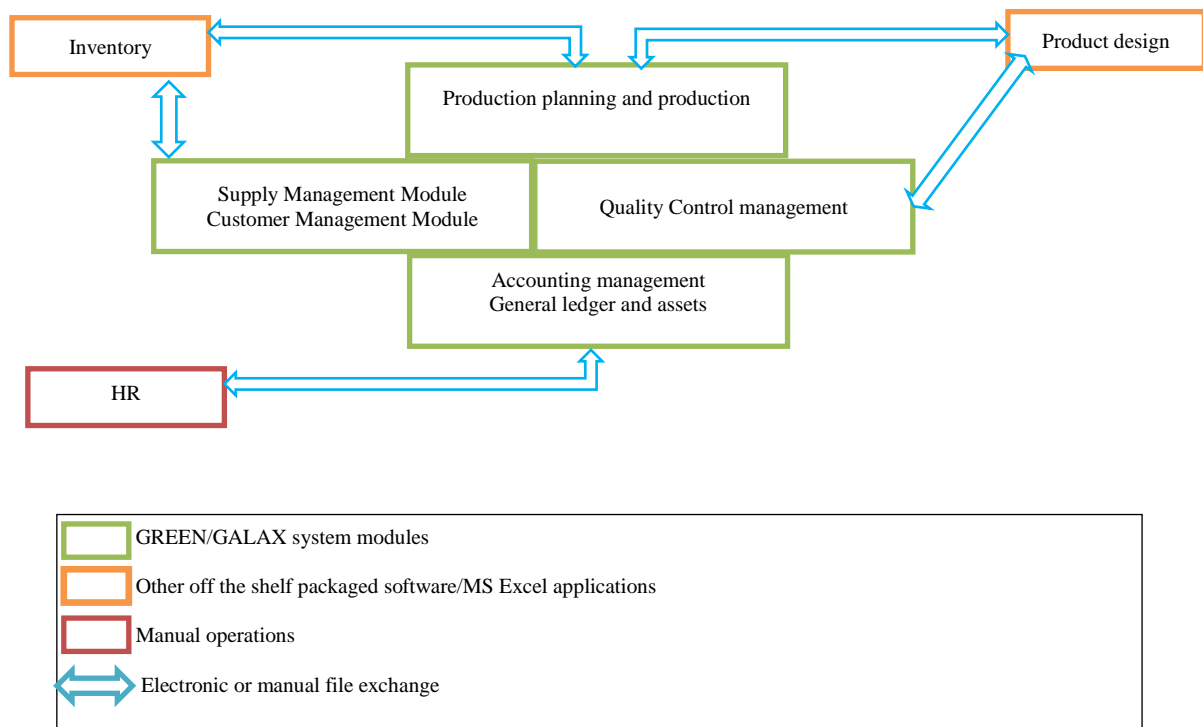 Inventory
Product design
Production planning and production
Supply Management Module
Customer Management Module
Quality Control management
Accounting management
General ledger and assets
HR
GREEN/GALAX system modules
Other off the shelf packaged software/MS Excel applications
Manual operations
Electronic or manual file exchange